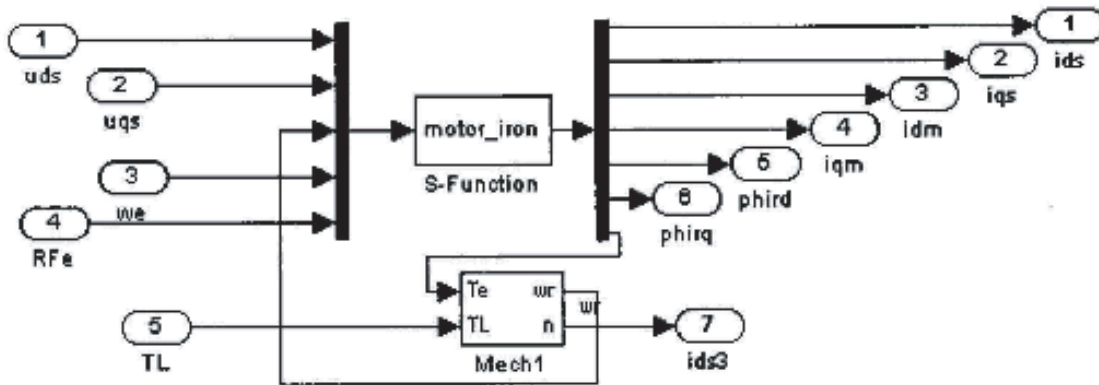 1
uds
2
uqs
3
we
4
RFe
5
TL
motor_iron
S-Function
Te
wr
TL
n
Mech1
wr
1
ids
2
iqs
3
idm
4
iqm
5
phird
6
phirq
7
ids3